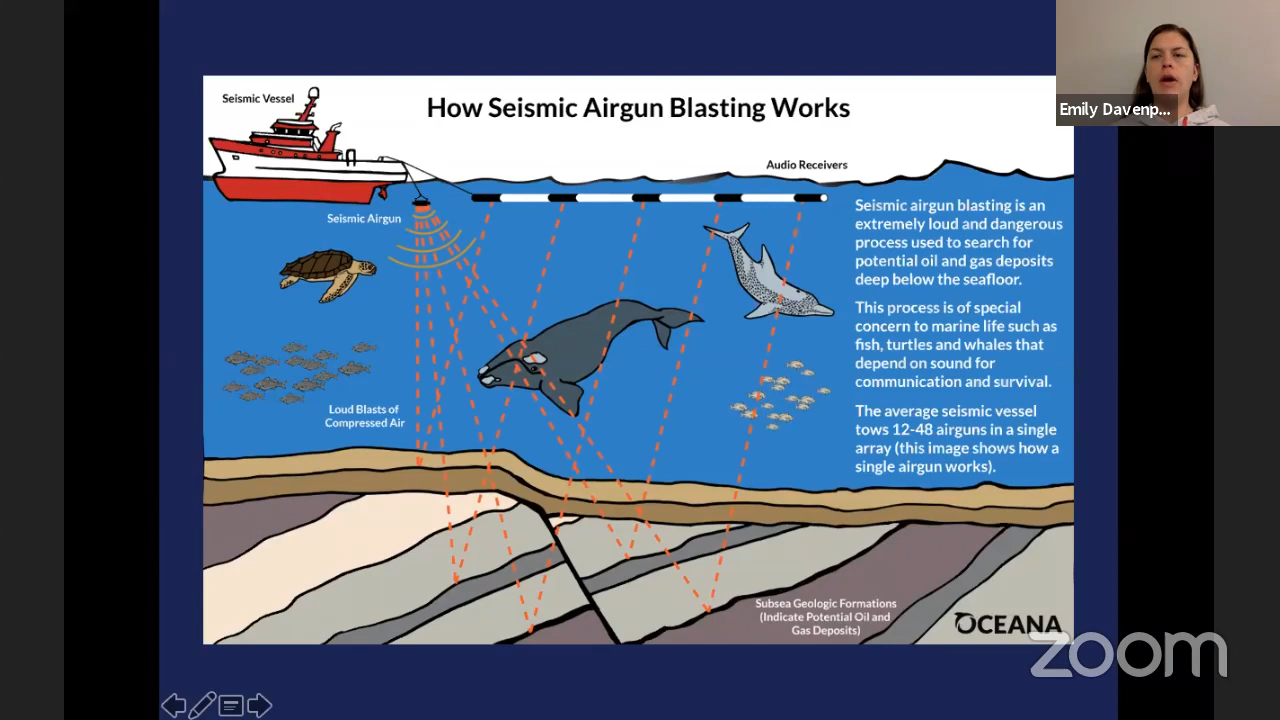 Emily Davenp...
How Seismic Airgun Blasting Works
Seismic Vessel
Audio Receivers
Seismic Airgun
Seismic airgun blasting is an
extremely loud and dangerous
process used to search for
potential oil and gas deposits
deep below the seafloor.
This process is of special
concern to marine life such as
fish, turtles and whales that
depend on sound for
communication and survival.
The average seismic vessel
tows 12-48 airguns in a single
array (this image shows how a
single airgun works).
Loud Blasts of
Compressed Air
Subsea Geologic Formations
(Indicate Potential Oil and
Gas Deposits)
OCEANA
zoom